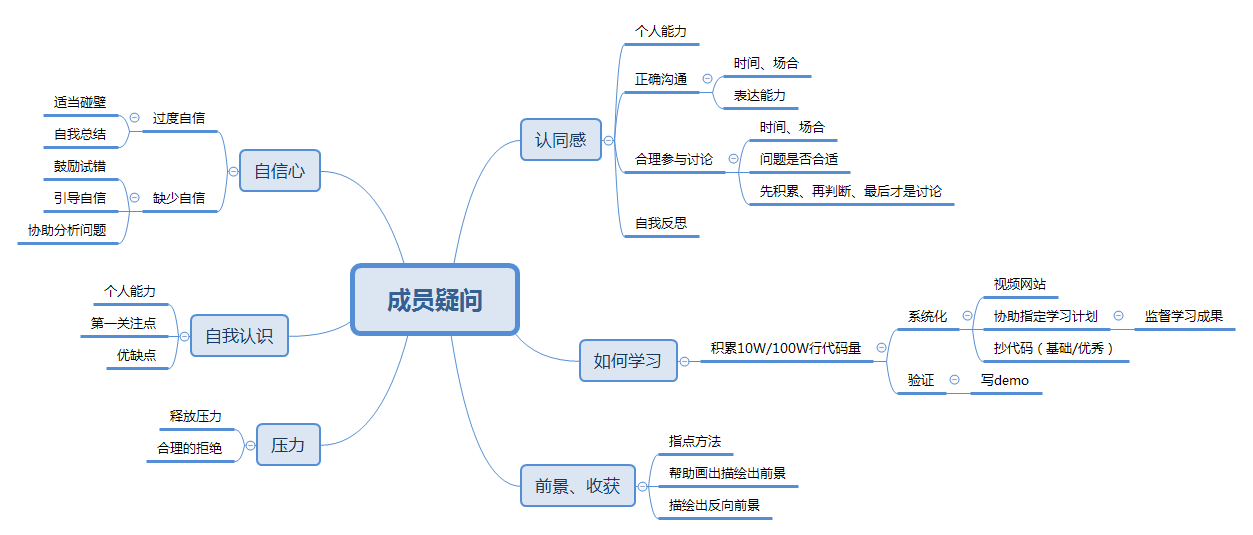 成员疑问
认同感
个人能力
正确沟通
时间、场合
表达能力
合理参与讨论
时间、场合
问题是否合适
先积累、再判断、最后才是讨论
自我反思
如何学习
积累10W/100W行代码量
系统化
视频网站
协助指定学习计划
监督学习成果
抄代码（基础/优秀）
验证
写demo
前景、收获
指点方法
帮助画出描绘出前景
描绘出反向前景
自信心
过度自信
适当碰壁
自我总结
缺少自信
鼓励试错
引导自信
协助分析问题
自我认识
个人能力
第一关注点
优缺点
压力
释放压力
合理的拒绝